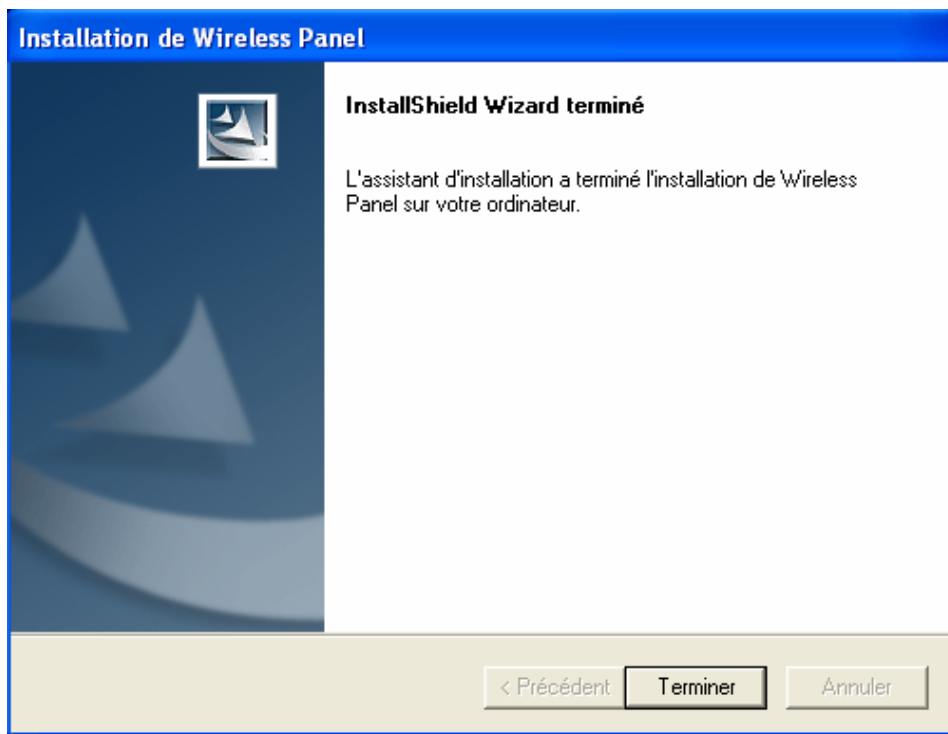 Installation de Wireless Panel
InstallShield Wizard terminé
L'assistant d'installation a terminé l'installation de Wireless
Panel sur votre ordinateur.
< Précédent
Terminer
Annuler